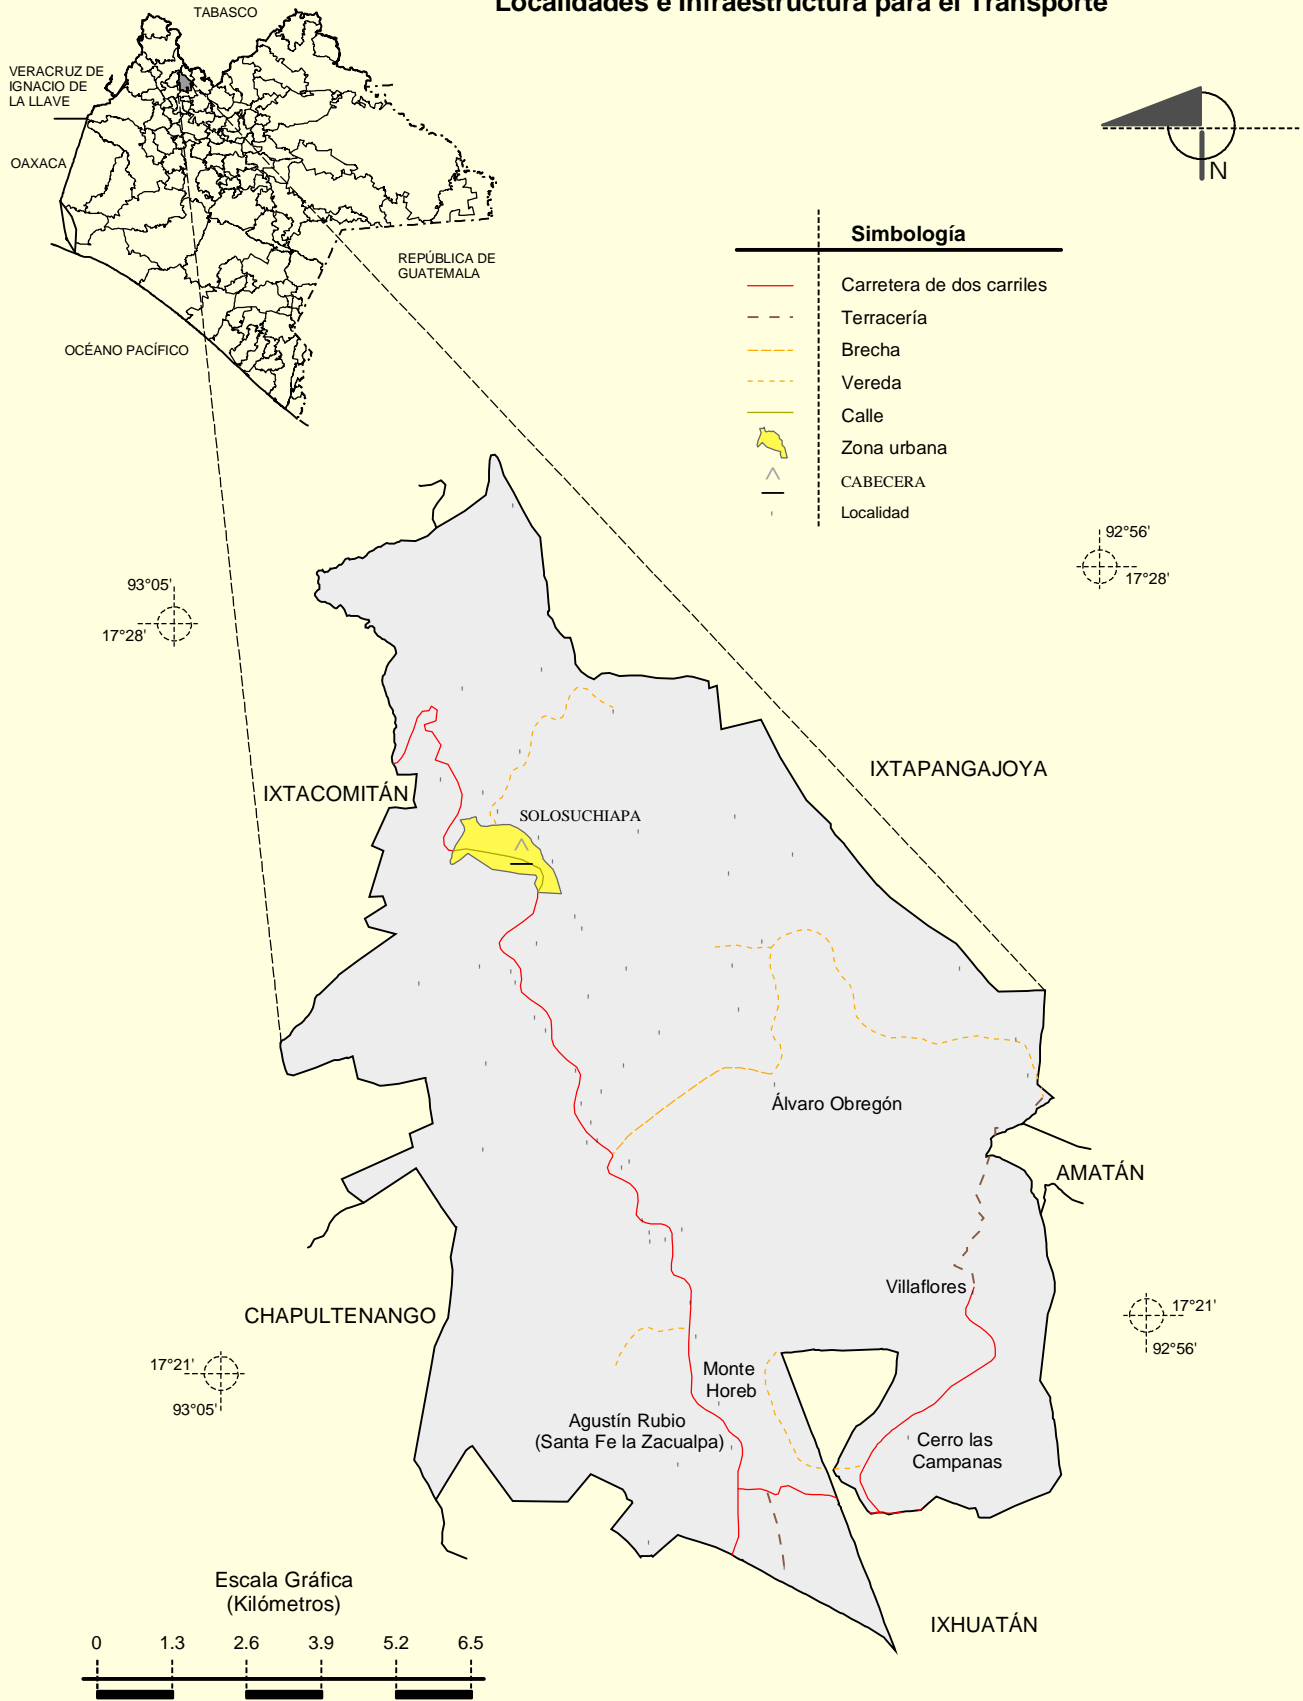 Localidades e Infraestructura para el Transporte
TABASCO
VERACRUZ DE
IGNACIO DE
LA LLAVE
OAXACA
REPÚBLICA DE
GUATEMALA
OCÉANO PACÍFICO
N
Simbología
Carretera de dos carriles
Terracería
Brecha
Vereda
Calle
Zona urbana
CABECERA
Localidad
92°56'
17°28'
93°05'
17°28'
IXTAPANGAJOYA
IXTACOMITÁN
SOLOSUCHIAPA
Álvaro Obregón
AMATÁN
Villaflores
CHAPULTENANGO
17°21'
92°56'
17°21'
93°05'
Monte
Horeb
Agustín Rubio
(Santa Fe la Zacualpa)
Cerro las
Campanas
IXHUATÁN
Escala Gráfica
(Kilómetros)
0 1.3 2.6 3.9 5.2 6.5